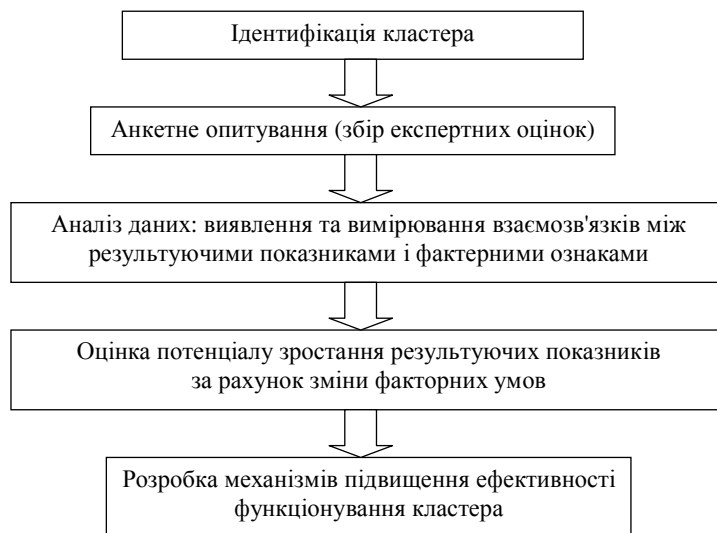 Ідентифікація кластера
Анкетне опитування (збір експертних оцінок)
Аналіз даних: виявлення та вимірювання взаємозв'язків між
результуючими показниками і фактерними ознаками
Оцінка потенціалу зростання результуючих показників
за рахунок зміни факторних умов
Розробка механізмів підвищення ефективності
функціонування кластера